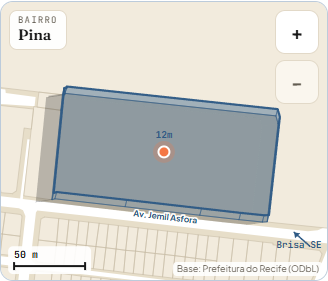 BAIRRO
Pina
+
−
12m
Av. Jemil Asfora
Brisa SE
50 m
Base: Prefeitura do Recife (ODbL)